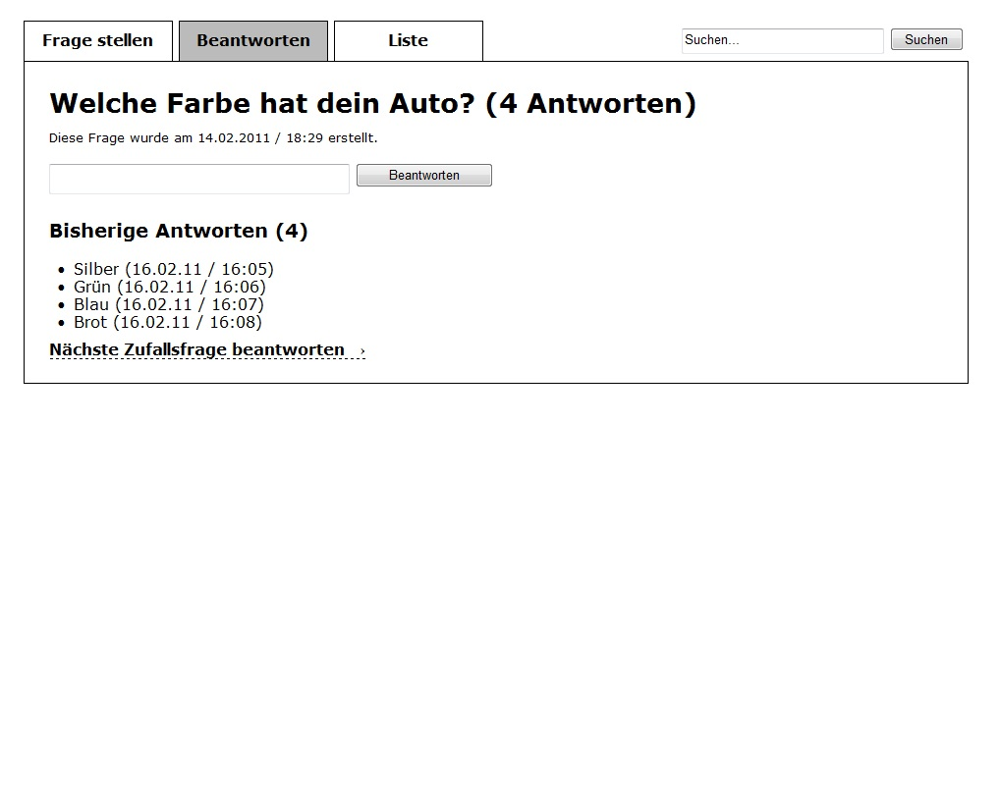 Frage stellen Beantworten Liste Suchen... Suchen
Welche Farbe hat dein Auto? (4 Antworten)
Diese Frage wurde am 14.02.2011 / 18:29 erstellt.
Beantworten
Bisherige Antworten (4)
• Silber (16.02.11 / 16:05)
• Grün (16.02.11 / 16:06)
• Blau (16.02.11 / 16:07)
• Brot (16.02.11 / 16:08)
Nächste Zufallsfrage beantworten ›